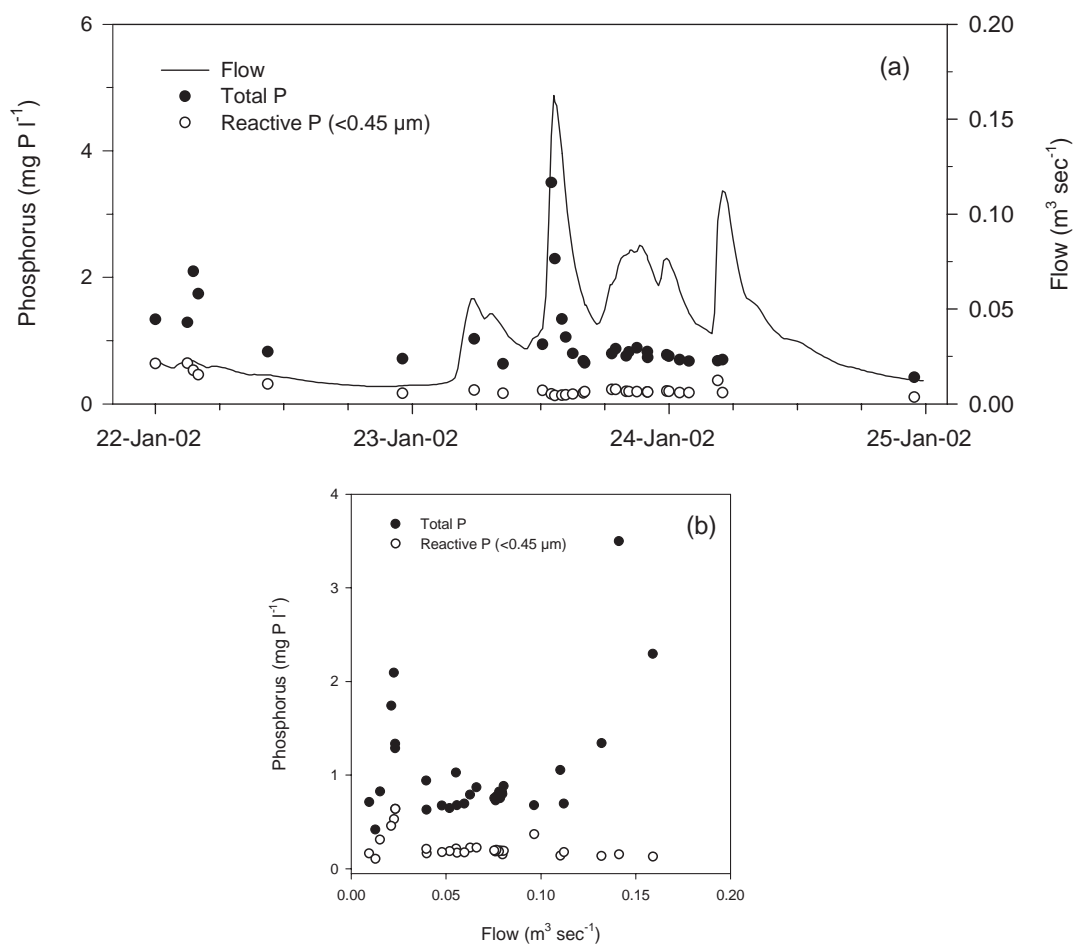 (a)
Flow
Total P
Reactive P (<0.45 µm)
Phosphorus (mg P l⁻¹)
6
4
2
0
Flow (m³ sec⁻¹)
0.20
0.15
0.10
0.05
0.00
22-Jan-02 23-Jan-02 24-Jan-02 25-Jan-02
(b)
Total P
Reactive P (<0.45 µm)
Phosphorus (mg P l⁻¹)
4
3
2
1
0
0.00 0.05 0.10 0.15 0.20
Flow (m³ sec⁻¹)